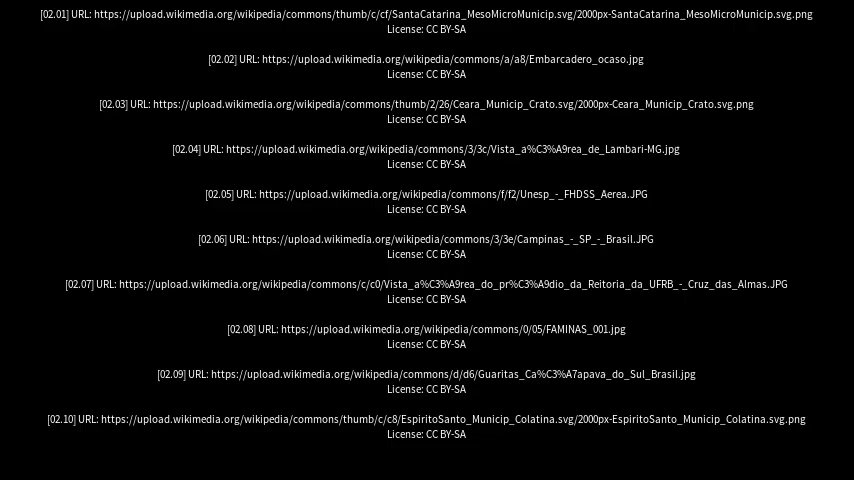 [02.01] URL: https://upload.wikimedia.org/wikipedia/commons/thumb/c/cf/SantaCatarina_MesoMicroMunicip.svg/2000px-SantaCatarina_MesoMicroMunicip.svg.png
License: CC BY-SA
[02.02] URL: https://upload.wikimedia.org/wikipedia/commons/a/a8/Embarcadero_ocaso.jpg
License: CC BY-SA
[02.03] URL: https://upload.wikimedia.org/wikipedia/commons/thumb/2/26/Ceara_Municip_Crato.svg/2000px-Ceara_Municip_Crato.svg.png
License: CC BY-SA
[02.04] URL: https://upload.wikimedia.org/wikipedia/commons/3/3c/Vista_a%C3%A9rea_de_Lambari-MG.jpg
License: CC BY-SA
[02.05] URL: https://upload.wikimedia.org/wikipedia/commons/f/f2/Unesp_-_FHDSS_Aerea.JPG
License: CC BY-SA
[02.06] URL: https://upload.wikimedia.org/wikipedia/commons/3/3e/Campinas_-_SP_-_Brasil.JPG
License: CC BY-SA
[02.07] URL: https://upload.wikimedia.org/wikipedia/commons/c/c0/Vista_a%C3%A9rea_do_pr%C3%A9dio_da_Reitoria_da_UFRB_-_Cruz_das_Almas.JPG
License: CC BY-SA
[02.08] URL: https://upload.wikimedia.org/wikipedia/commons/0/05/FAMINAS_001.jpg
License: CC BY-SA
[02.09] URL: https://upload.wikimedia.org/wikipedia/commons/d/d6/Guaritas_Ca%C3%A7apava_do_Sul_Brasil.jpg
License: CC BY-SA
[02.10] URL: https://upload.wikimedia.org/wikipedia/commons/thumb/c/c8/EspiritoSanto_Municip_Colatina.svg/2000px-EspiritoSanto_Municip_Colatina.svg.png
License: CC BY-SA